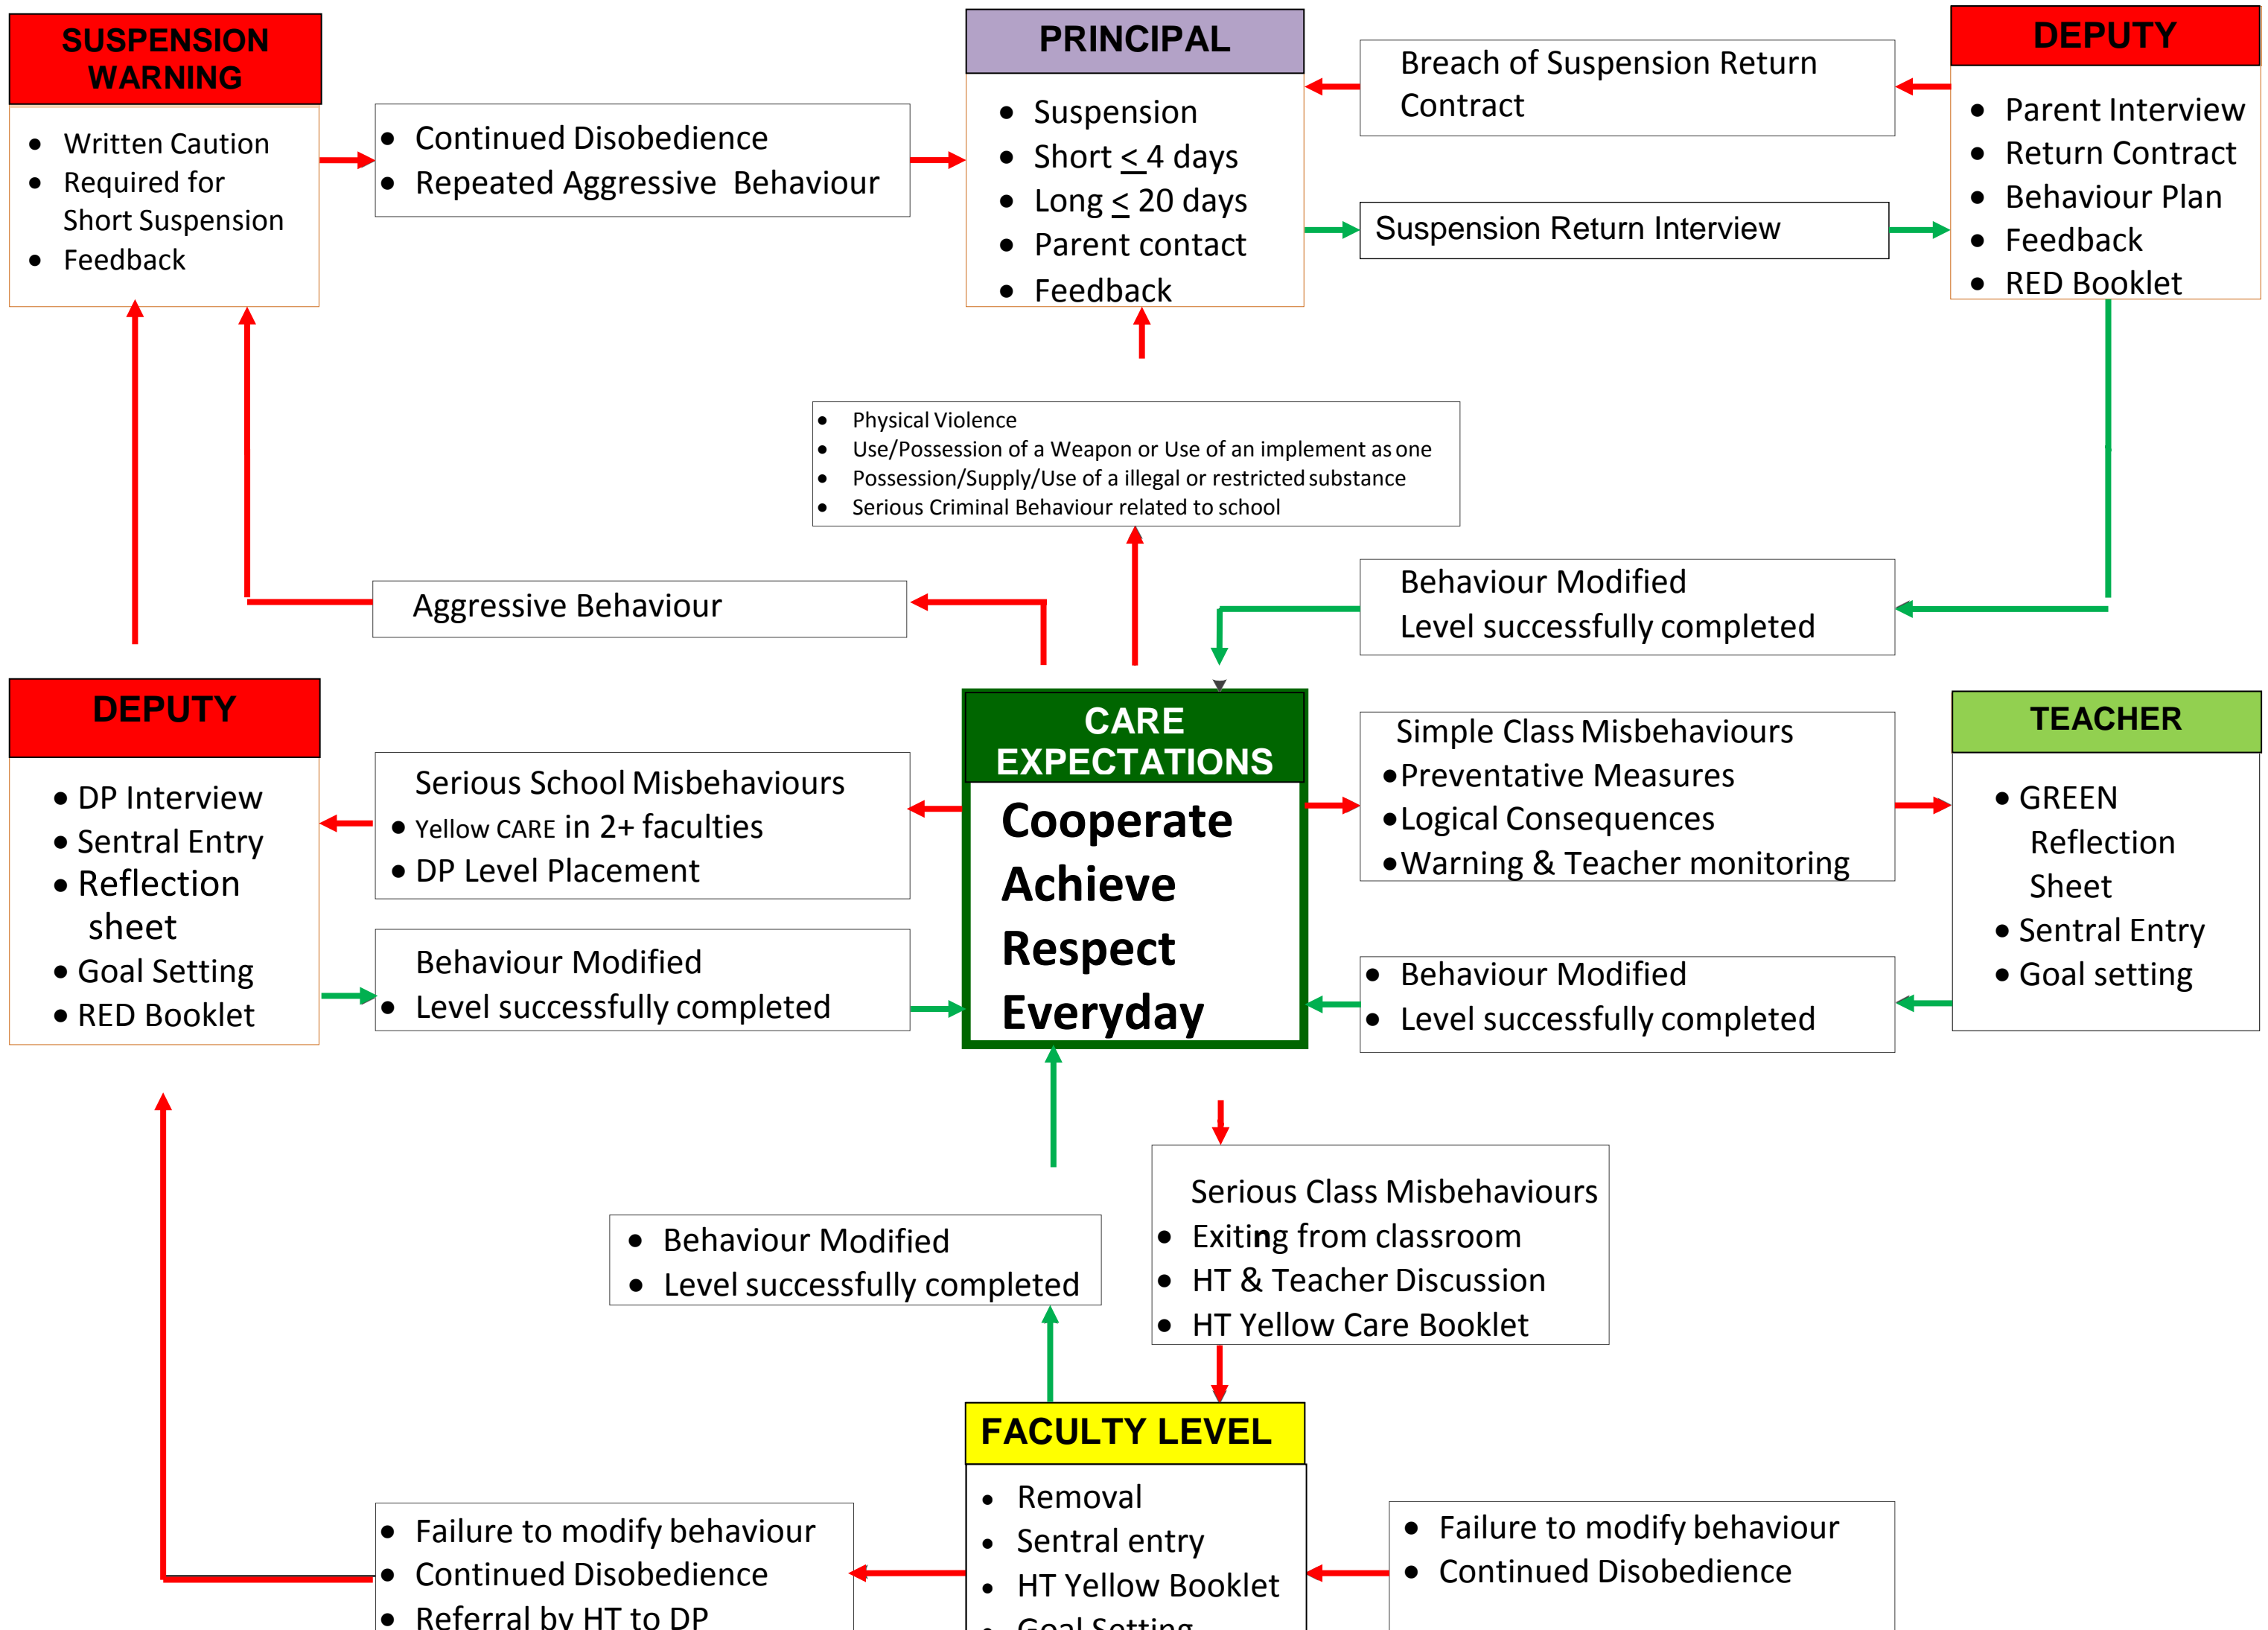 SUSPENSION
WARNING
• Written Caution
• Required for
Short Suspension
• Feedback
• Continued Disobedience
• Repeated Aggressive Behaviour
PRINCIPAL
• Suspension
• Short ≤ 4 days
• Long ≤ 20 days
• Parent contact
• Feedback
Breach of Suspension Return
Contract
Suspension Return Interview
DEPUTY
• Parent Interview
• Return Contract
• Behaviour Plan
• Feedback
• RED Booklet
• Physical Violence
• Use/Possession of a Weapon or Use of an implement as one
• Possession/Supply/Use of a illegal or restricted substance
• Serious Criminal Behaviour related to school
Aggressive Behaviour
Behaviour Modified
Level successfully completed
DEPUTY
• DP Interview
• Sentral Entry
• Reflection
sheet
• Goal Setting
• RED Booklet
Serious School Misbehaviours
• Yellow CARE in 2+ faculties
• DP Level Placement
Behaviour Modified
• Level successfully completed
CARE
EXPECTATIONS
Cooperate
Achieve
Respect
Everyday
Simple Class Misbehaviours
• Preventative Measures
• Logical Consequences
• Warning & Teacher monitoring
• Behaviour Modified
• Level successfully completed
TEACHER
• GREEN
Reflection
Sheet
• Sentral Entry
• Goal setting
• Behaviour Modified
• Level successfully completed
Serious Class Misbehaviours
• Exiting from classroom
• HT & Teacher Discussion
• HT Yellow Care Booklet
FACULTY LEVEL
• Removal
• Sentral entry
• HT Yellow Booklet
• Goal Setting
• Failure to modify behaviour
• Continued Disobedience
• Referral by HT to DP
• Failure to modify behaviour
• Continued Disobedience